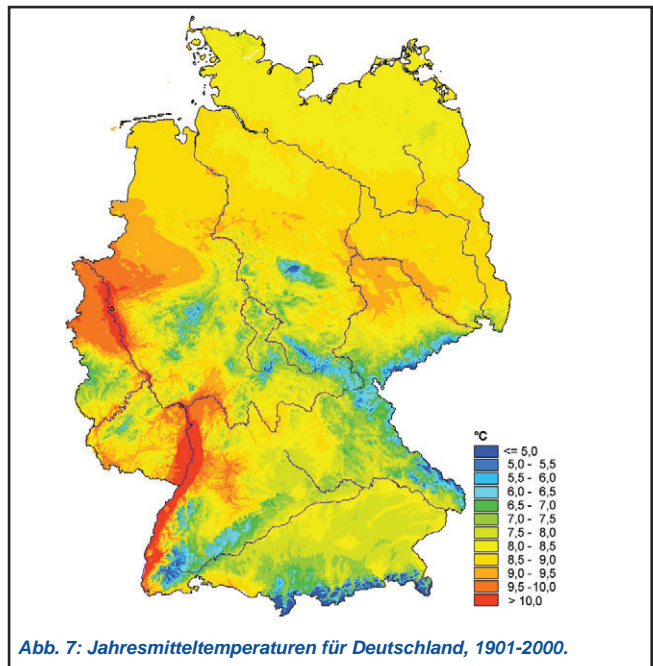 °C
<= 5,0
5,0 - 5,5
5,5 - 6,0
6,0 - 6,5
6,5 - 7,0
7,0 - 7,5
7,5 - 8,0
8,0 - 8,5
8,5 - 9,0
9,0 - 9,5
9,5 -10,0
> 10,0
Abb. 7: Jahresmitteltemperaturen für Deutschland, 1901-2000.